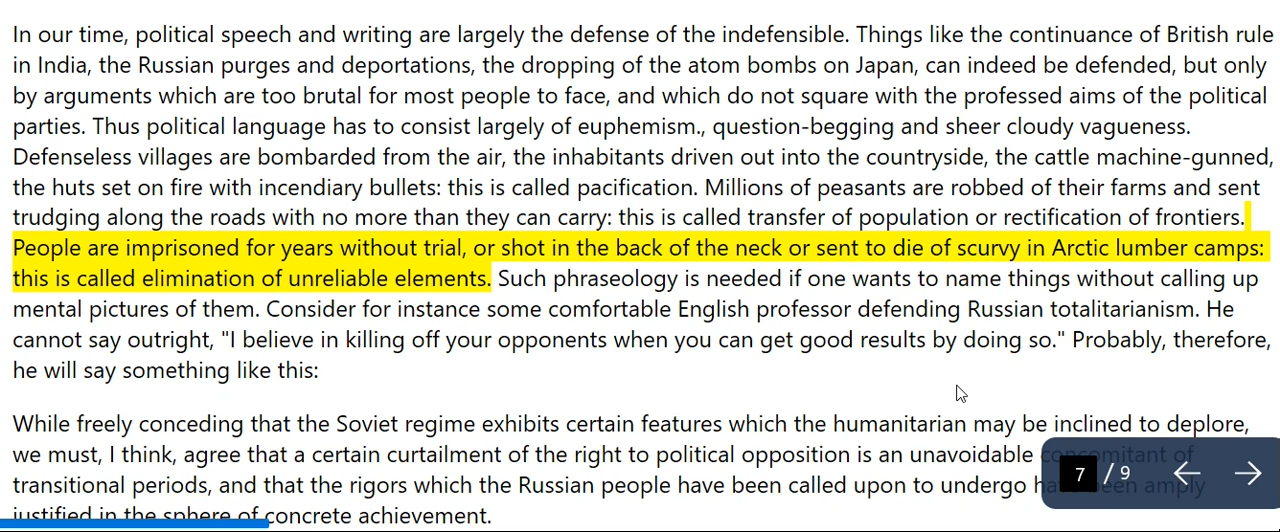 In our time, political speech and writing are largely the defense of the indefensible. Things like the continuance of British rule
in India, the Russian purges and deportations, the dropping of the atom bombs on Japan, can indeed be defended, but only
by arguments which are too brutal for most people to face, and which do not square with the professed aims of the political
parties. Thus political language has to consist largely of euphemism., question-begging and sheer cloudy vagueness.
Defenseless villages are bombarded from the air, the inhabitants driven out into the countryside, the cattle machine-gunned,
the huts set on fire with incendiary bullets: this is called pacification. Millions of peasants are robbed of their farms and sent
trudging along the roads with no more than they can carry: this is called transfer of population or rectification of frontiers.
People are imprisoned for years without trial, or shot in the back of the neck or sent to die of scurvy in Arctic lumber camps:
this is called elimination of unreliable elements. Such phraseology is needed if one wants to name things without calling up
mental pictures of them. Consider for instance some comfortable English professor defending Russian totalitarianism. He
cannot say outright, "I believe in killing off your opponents when you can get good results by doing so." Probably, therefore,
he will say something like this:
While freely conceding that the Soviet regime exhibits certain features which the humanitarian may be inclined to deplore,
we must, I think, agree that a certain curtailment of the right to political opposition is an unavoidable concomitant of
transitional periods, and that the rigors which the Russian people have been called upon to undergo have been amply
justified in the sphere of concrete achievement.
7 / 9